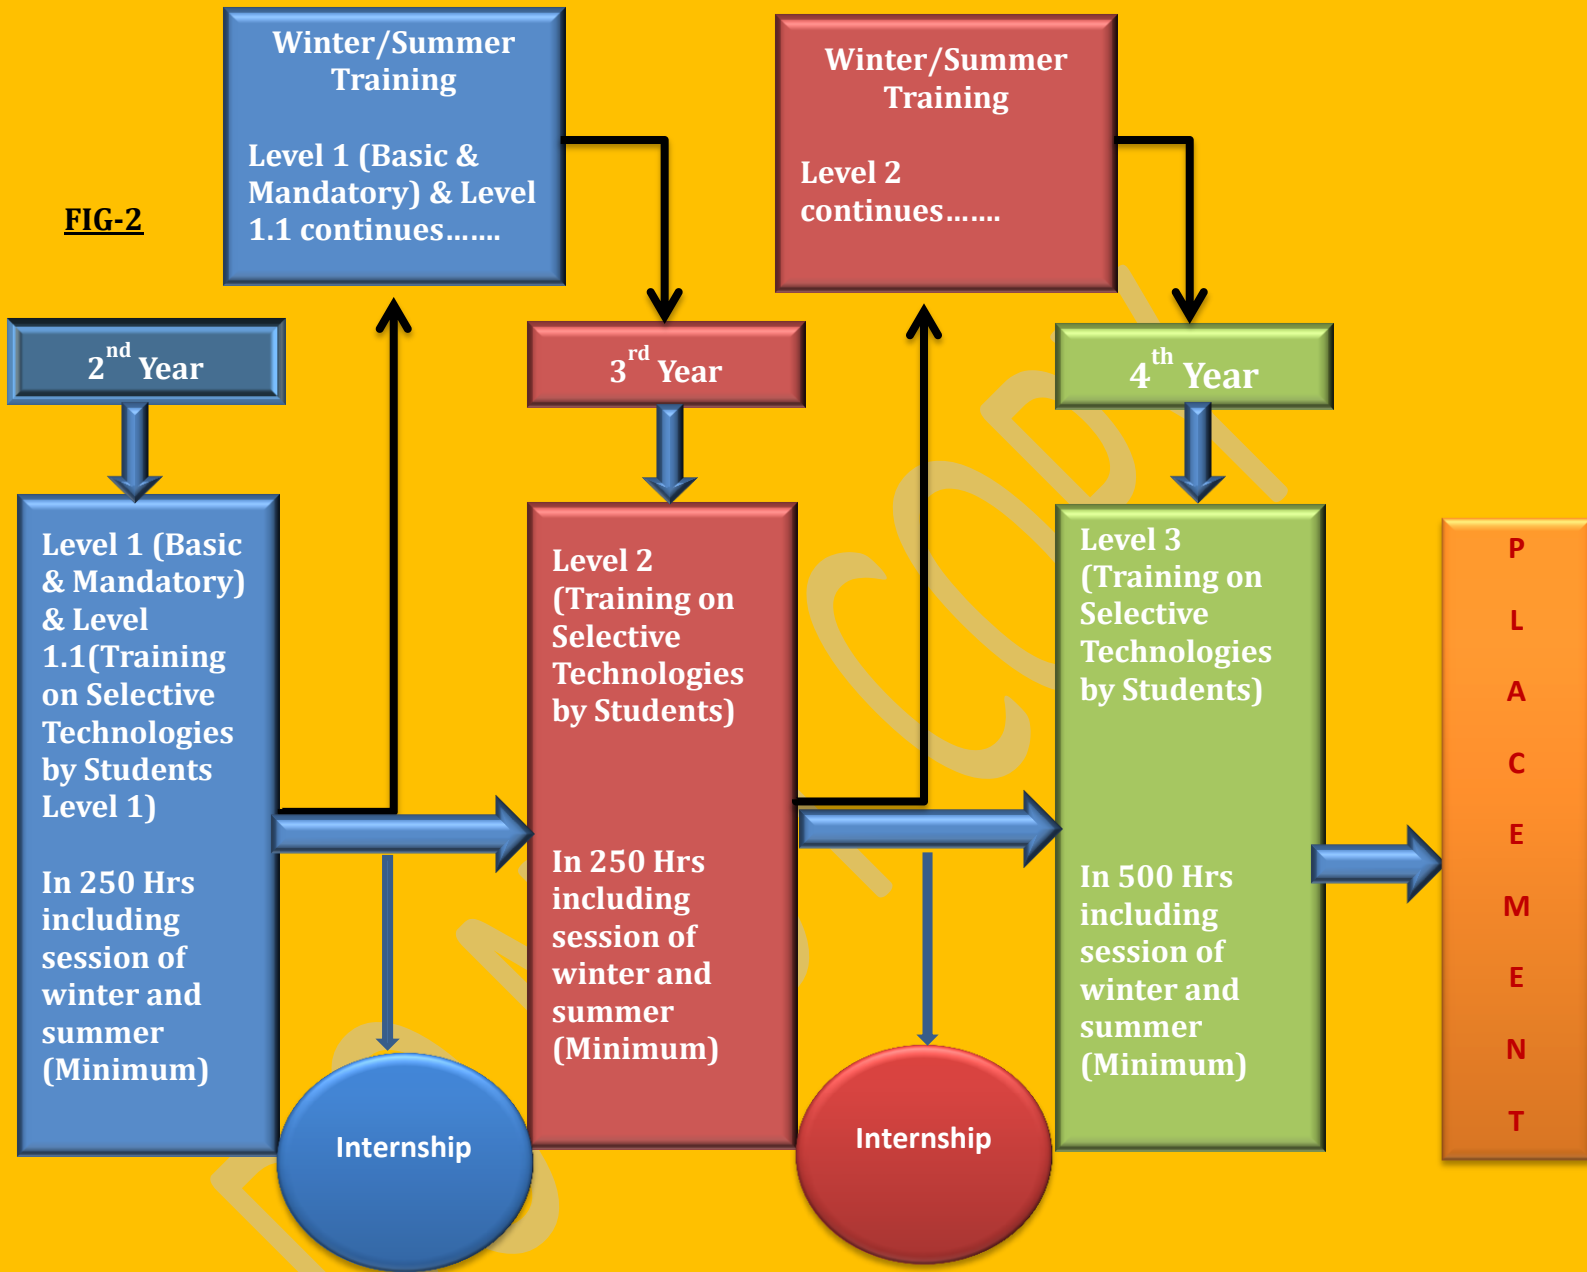 Winter/Summer
Training
Level 1 (Basic &
Mandatory) & Level
1.1 continues.......
Winter/Summer
Training
Level 2
continues.......
FIG-2
2nd Year
3rd Year
4th Year
Level 1 (Basic
& Mandatory)
& Level
1.1(Training
on Selective
Technologies
by Students
Level 1)
In 250 Hrs
including
session of
winter and
summer
(Minimum)
Level 2
(Training on
Selective
Technologies
by Students)
In 250 Hrs
including
session of
winter and
summer
(Minimum)
Level 3
(Training on
Selective
Technologies
by Students)
In 500 Hrs
including
session of
winter and
summer
(Minimum)
P
L
A
C
E
M
E
N
T
Internship
Internship
COPY